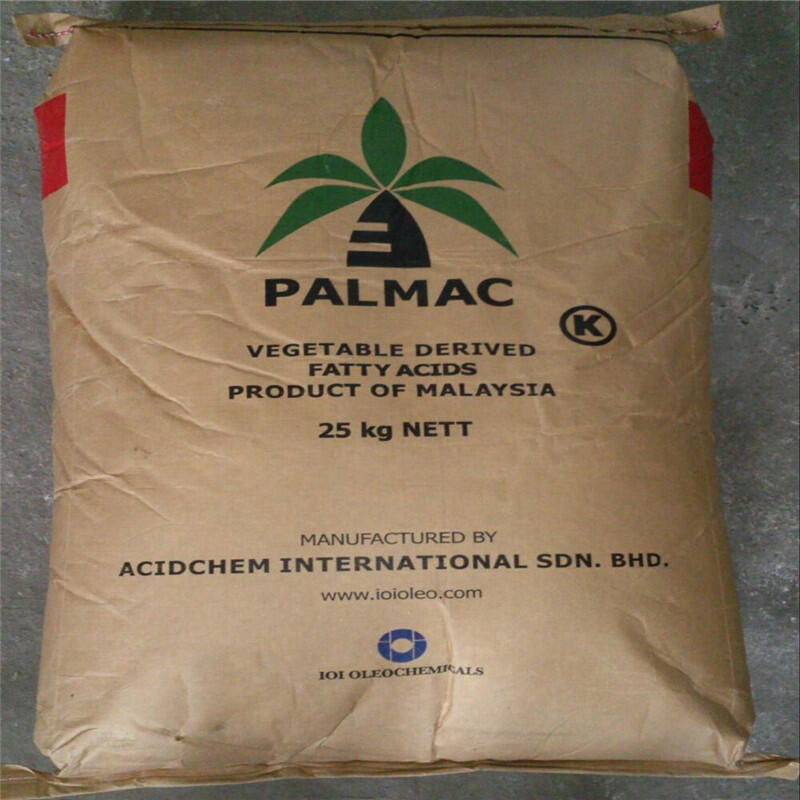 PALMAC
K
VEGETABLE DERIVED
FATTY ACIDS
PRODUCT OF MALAYSIA
25 kg NETT
MANUFACTURED BY
ACIDCHEM INTERNATIONAL SDN. BHD.
www.ioioleo.com
IOI OLEOCHEMICALS